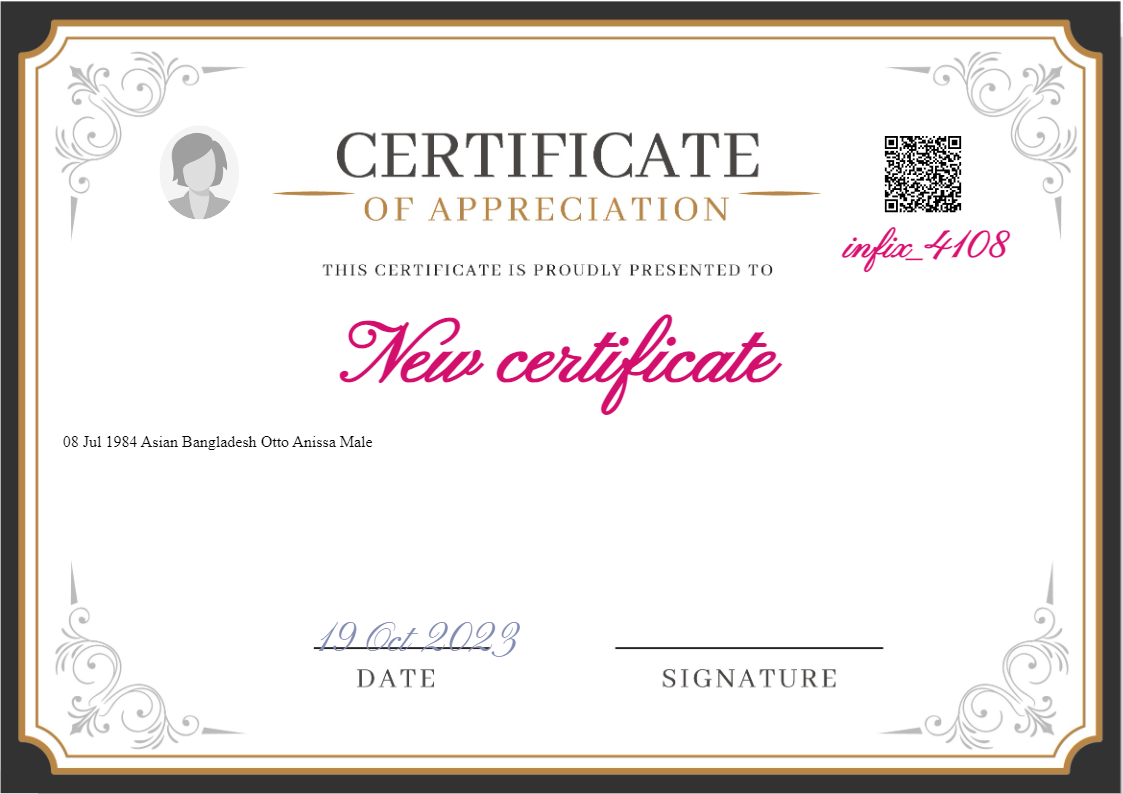 CERTIFICATE
OF APPRECIATION
infix_4108
THIS CERTIFICATE IS PROUDLY PRESENTED TO
New certificate
08 Jul 1984 Asian Bangladesh Otto Anissa Male
19 Oct 2023
DATE
SIGNATURE